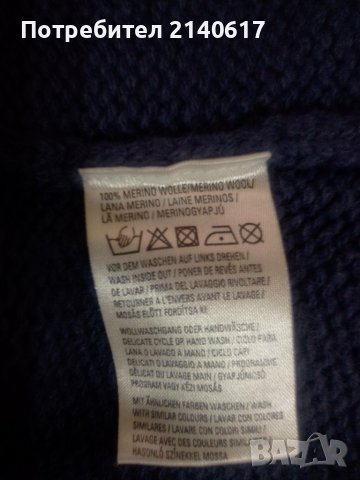 Потребител 2140617
100% MERINO WOLLE/MERINO WOOL/
LANA MERINO / LAINE MERINOS /
LÃ MERINO / MERINOGYAPJÚ
VOR DEM WASCHEN AUF LINKS DREHEN/
WASH INSIDE OUT / PONER DE REVÉS ANTES
DE LAVAR / PRIMA DEL LAVAGGIO RIVOLTARE/
RETOURNER À L'ENVERS AVANT LE LAVAGE/
MOSÁS ELŐTT FORDÍTSA KI
WOLLWASCHGANG ODER HANDWÄSCHE/
DELICATE CYCLE OR HAND WASH / CICLO PARA
LANA O LAVADO A MANO / CICLO CAPI
DELICATI O LAVAGGIO A MANO / PROGRAMME
DÉLICAT OU LAVAGE MAIN / GYAPJÚMOSÓ
PROGRAM VAGY KÉZI MOSÁS
MIT ÄHNLICHEN FARBEN WASCHEN / WASH
WITH SIMILAR COLOURS / LAVAR CON COLORES
SIMILARES / LAVARE CON COLORI SIMILI /
LAVAGE AVEC DES COULEURS SIMILAIRES
HASONLÓ SZÍNEKKEL MOSSA
BAZAR